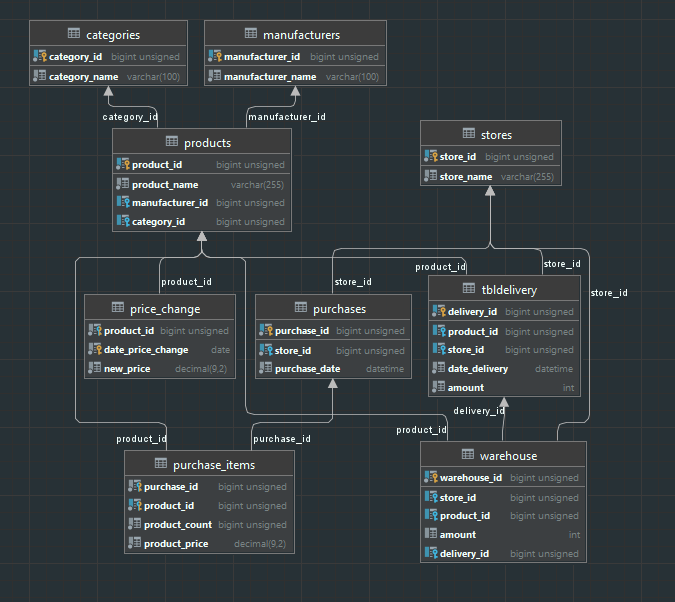 categories
category_id bigint unsigned
category_name varchar(100)
manufacturers
manufacturer_id bigint unsigned
manufacturer_name varchar(100)
category_id
manufacturer_id
products
product_id bigint unsigned
product_name varchar(255)
manufacturer_id bigint unsigned
category_id bigint unsigned
stores
store_id bigint unsigned
store_name varchar(255)
product_id
store_id
product_id
store_id
store_id
price_change
product_id bigint unsigned
date_price_change date
new_price decimal(9,2)
purchases
purchase_id bigint unsigned
store_id bigint unsigned
purchase_date datetime
tbldelivery
delivery_id bigint unsigned
product_id bigint unsigned
store_id bigint unsigned
date_delivery datetime
amount int
product_id
purchase_id
product_id
delivery_id
purchase_items
purchase_id bigint unsigned
product_id bigint unsigned
product_count bigint unsigned
product_price decimal(9,2)
warehouse
warehouse_id bigint unsigned
store_id bigint unsigned
product_id bigint unsigned
amount int
delivery_id bigint unsigned